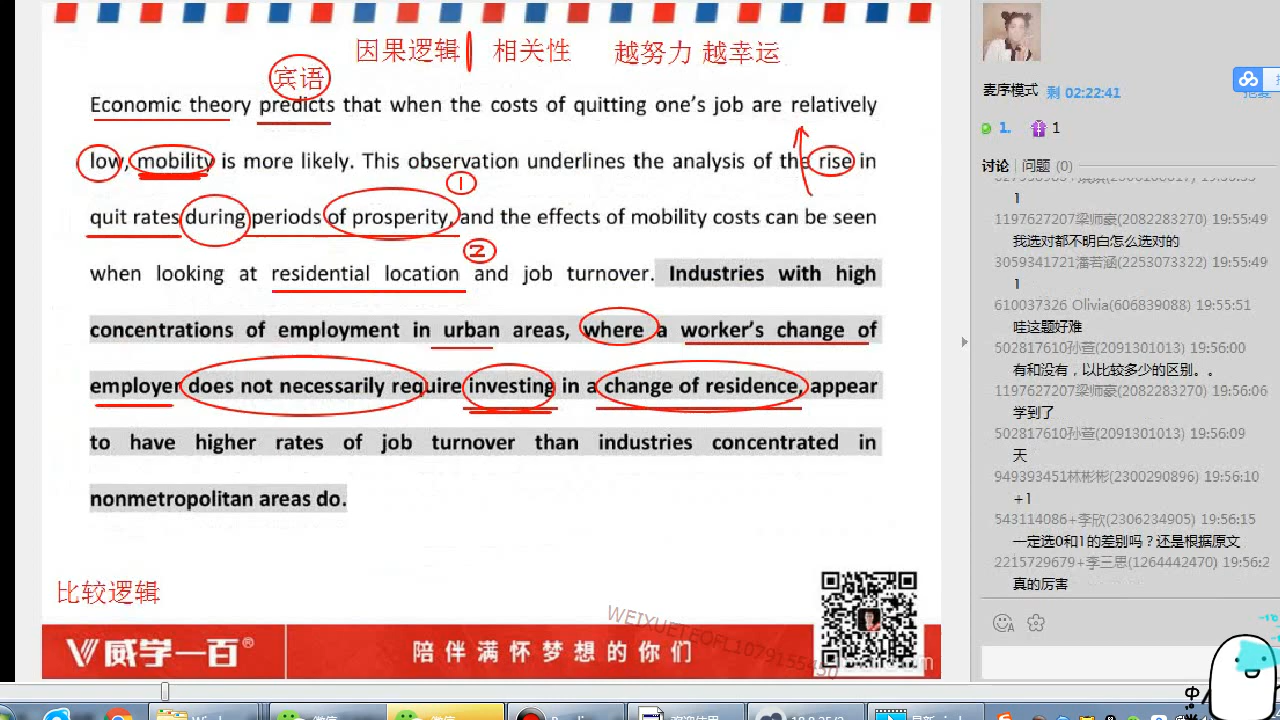 因果逻辑 相关性 越努力 越幸运
宾语
Economic theory predicts that when the costs of quitting one's job are relatively
low, mobility is more likely. This observation underlines the analysis of the rise in
1
quit rates during periods of prosperity, and the effects of mobility costs can be seen
2
when looking at residential location and job turnover. Industries with high
concentrations of employment in urban areas, where a worker's change of
employer does not necessarily require investing in a change of residence, appear
to have higher rates of job turnover than industries concentrated in
nonmetropolitan areas do.
比较逻辑
威学一百®
陪伴满怀梦想的你们
WEIXUETEOFL1079155450
麦序模式 剩 02:22:41
1. 1
讨论 问题 (0)
1
1197627207梁师豪(2082283270) 19:55:49
我选对都不明白怎么选对的
3059341721潘若涵(2253073322) 19:55:49
1
610037326 Olivia(606839088) 19:55:51
哇这题好难
502817610孙萱(2091301013) 19:56:00
有和没有，以比较多少的区别。。
1197627207梁师豪(2082283270) 19:56:06
学到了
502817610孙萱(2091301013) 19:56:09
天
949393451林彬彬(2300290896) 19:56:10
+1
543114086+李欣(2306234905) 19:56:15
一定选0和1的差别吗？还是根据原文
2215729679+李三思(1264442470) 19:56:2
真的厉害
中